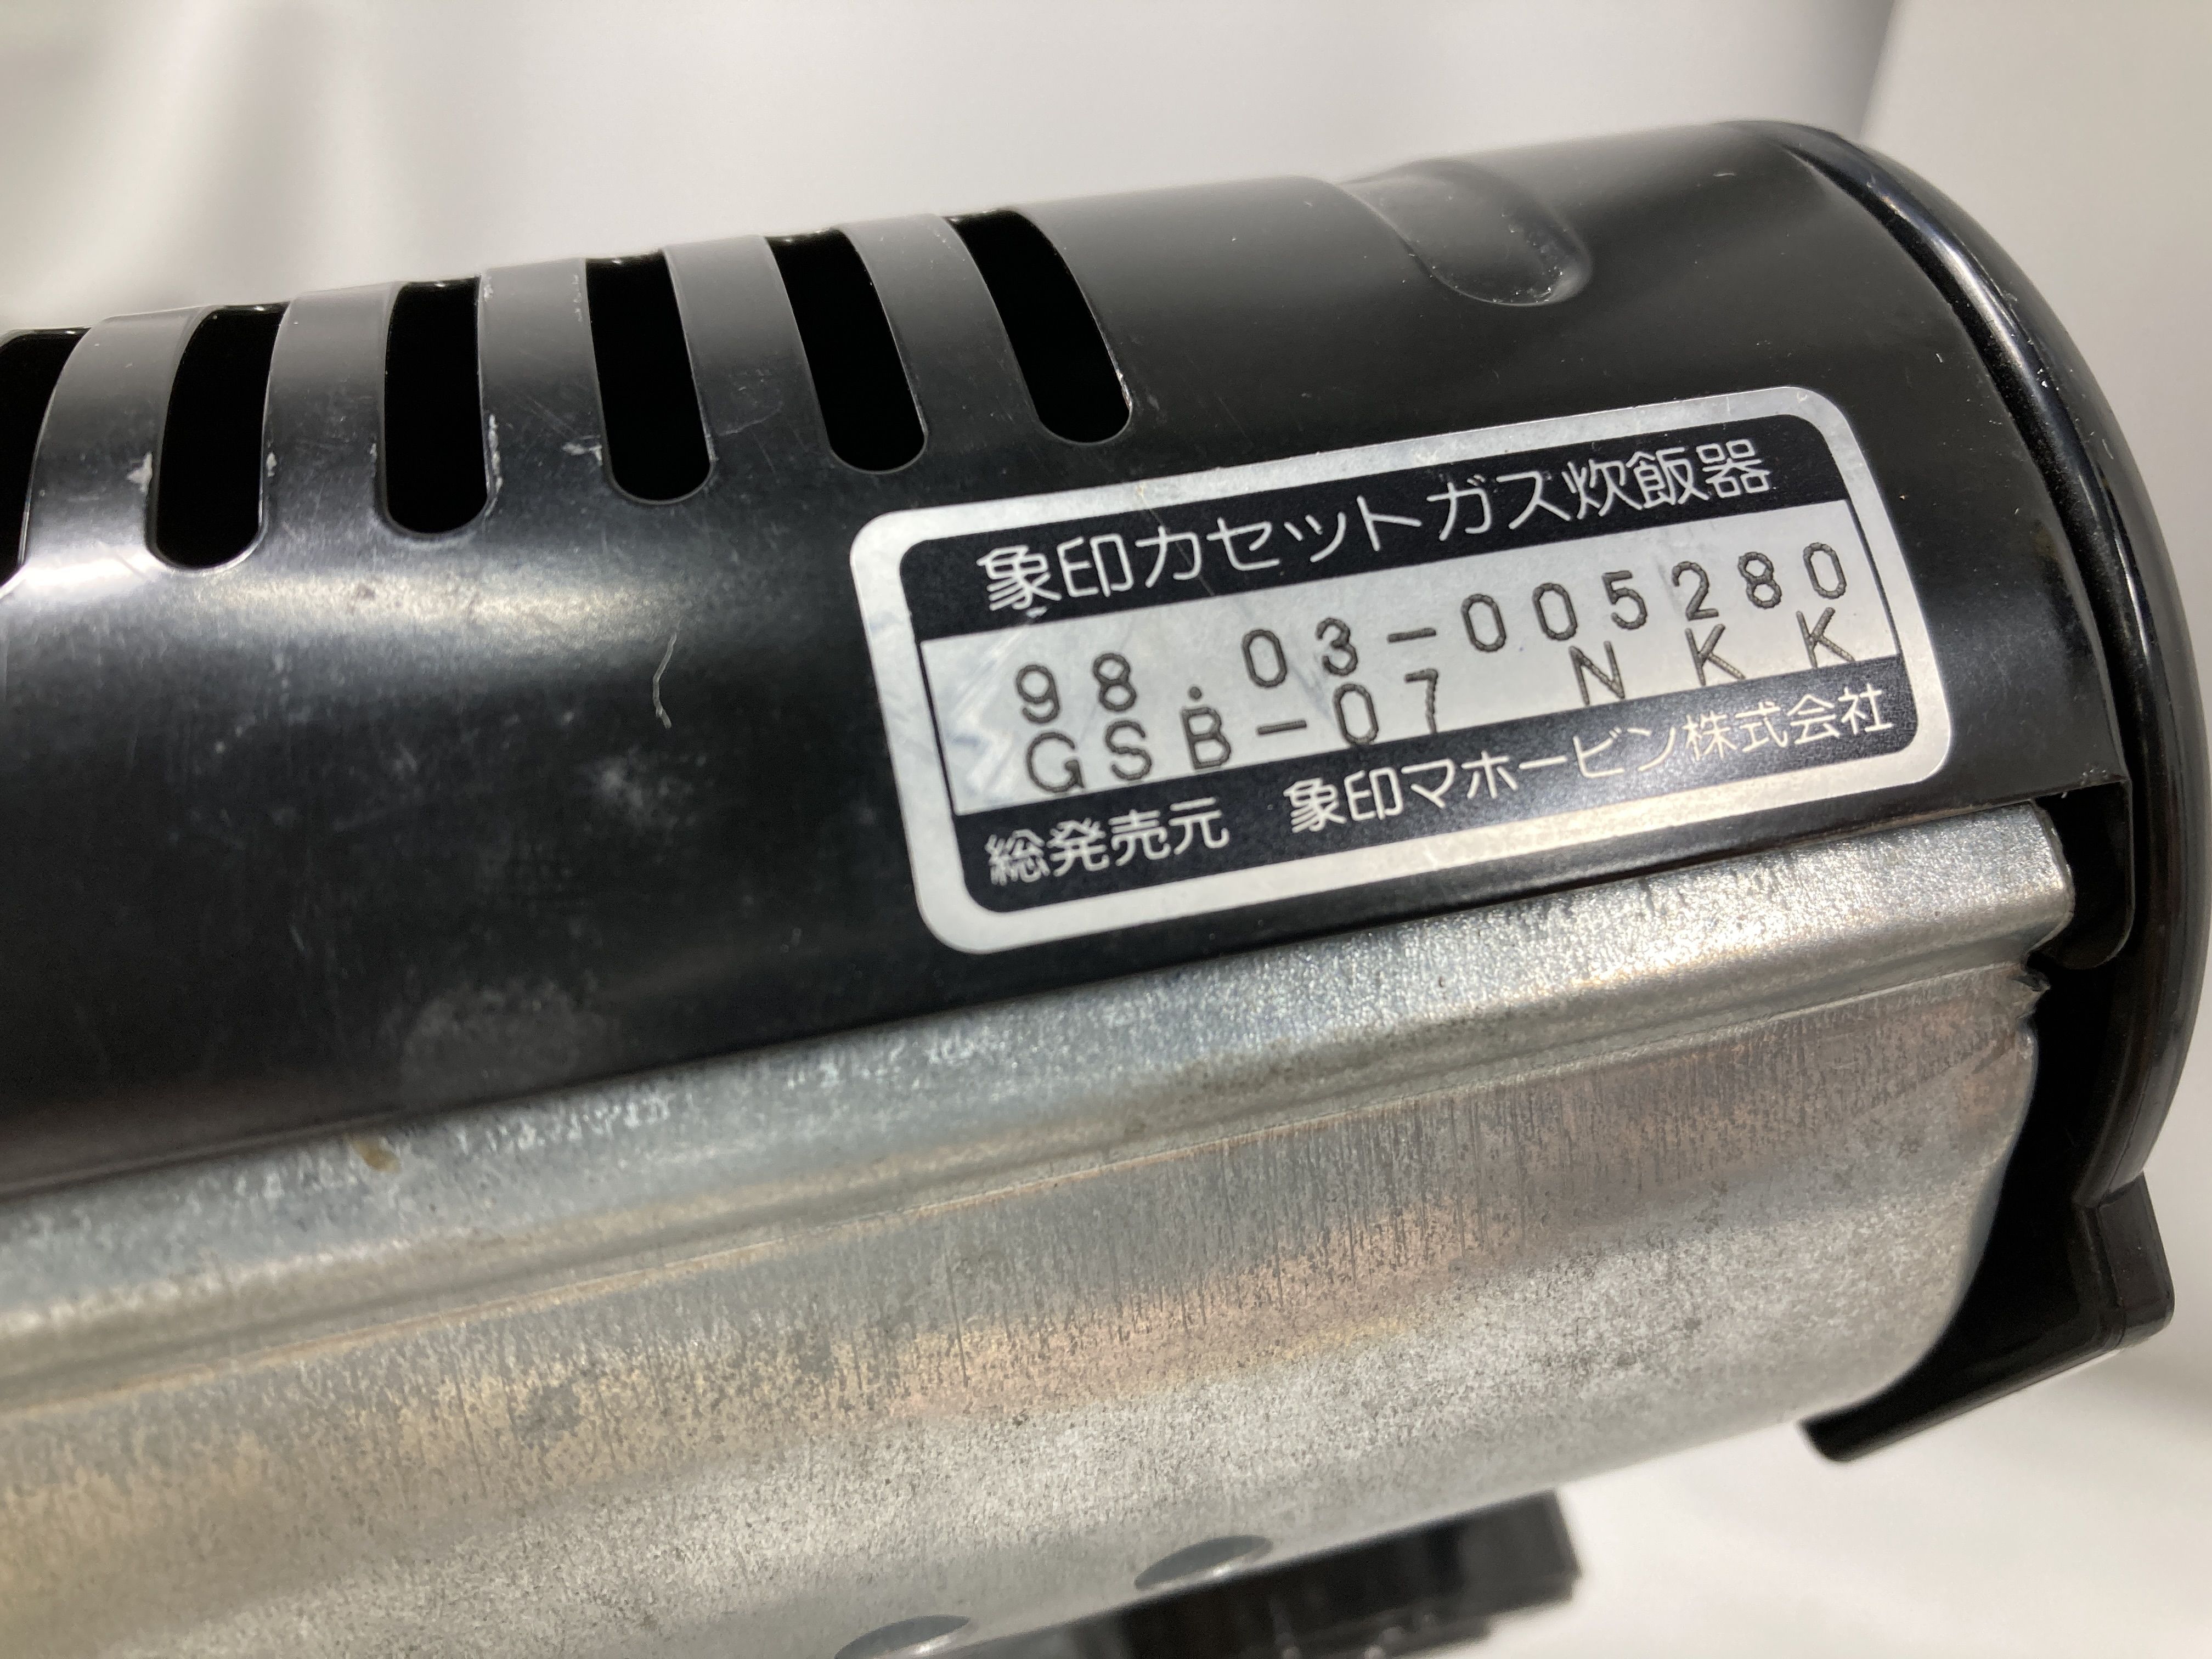 象印カセットガス炊飯器
98.03-005280
GSB-07 NKK
総発売元 象印マホービン株式会社